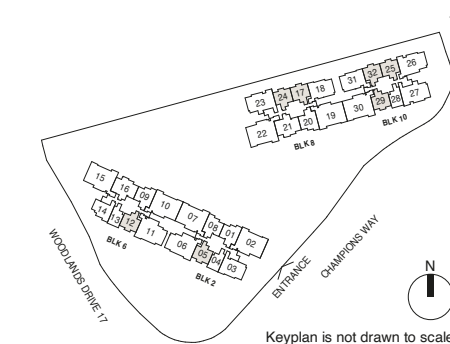 23 24 17 18 31 32 25 26
22 21 20 19 30 29 28 27
BLK 8
BLK 10
15 16 09 10 07 08 01 02
14 13 12 11 06 05 04 03
BLK 6
BLK 2
WOODLANDS DRIVE 17
ENTRANCE
CHAMPIONS WAY
N
Keyplan is not drawn to scale